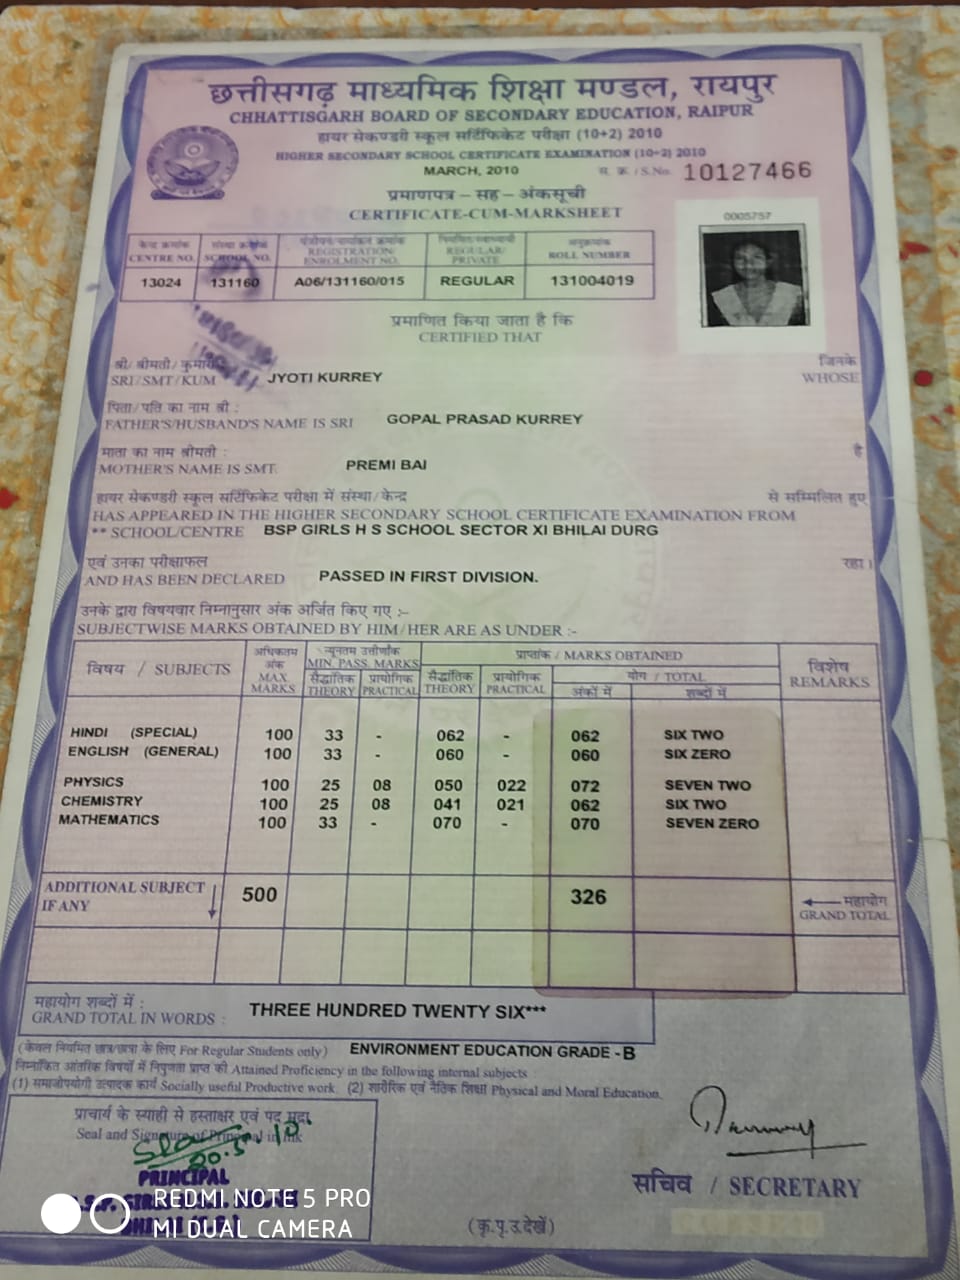 छत्तीसगढ़ माध्यमिक शिक्षा मण्डल, रायपुर
CHHATTISGARH BOARD OF SECONDARY EDUCATION, RAIPUR
हायर सेकण्डरी स्कूल सर्टिफिकेट परीक्षा (10+2) 2010
HIGHER SECONDARY SCHOOL CERTIFICATE EXAMINATION (10+2) 2010
MARCH, 2010
स. क्र. / S.No. 10127466
प्रमाणपत्र – सह – अंकसूची
CERTIFICATE-CUM-MARKSHEET
0005757
केन्द्र क्रमांक संस्था क्रमांक पंजीयन/नामांकन क्रमांक नियमित/स्वाध्यायी अनुक्रमांक
CENTRE NO. SCHOOL NO. REGISTRATION/ ENROLMENT NO. REGULAR/ PRIVATE ROLL NUMBER
13024 131160 A06/131160/015 REGULAR 131004019
प्रमाणित किया जाता है कि
CERTIFIED THAT
श्री/ श्रीमती/ कुमारी जिनके
SRI/SMT/KUM JYOTI KURREY WHOSE
पिता/पति का नाम श्री :
FATHER'S/HUSBAND'S NAME IS SRI GOPAL PRASAD KURREY
माता का नाम श्रीमती : है
MOTHER'S NAME IS SMT. PREMI BAI
हायर सेकण्डरी स्कूल सर्टिफिकेट परीक्षा में संस्था/केन्द्र से सम्मिलित हुए
HAS APPEARED IN THE HIGHER SECONDARY SCHOOL CERTIFICATE EXAMINATION FROM
** SCHOOL/CENTRE BSP GIRLS H S SCHOOL SECTOR XI BHILAI DURG
एवं उनका परीक्षाफल रहा।
AND HAS BEEN DECLARED PASSED IN FIRST DIVISION.
उनके द्वारा विषयवार निम्नानुसार अंक अर्जित किए गए :-
SUBJECTWISE MARKS OBTAINED BY HIM/HER ARE AS UNDER :-
विषय / SUBJECTS अधिकतम अंक MAX. MARKS न्यूनतम उत्तीर्णांक MIN. PASS. MARKS प्राप्तांक / MARKS OBTAINED विशेष REMARKS
सैद्धांतिक THEORY प्रायोगिक PRACTICAL सैद्धांतिक THEORY प्रायोगिक PRACTICAL योग / TOTAL
अंकों में शब्दों में
HINDI (SPECIAL) 100 33 - 062 - 062 SIX TWO
ENGLISH (GENERAL) 100 33 - 060 - 060 SIX ZERO
PHYSICS 100 25 08 050 022 072 SEVEN TWO
CHEMISTRY 100 25 08 041 021 062 SIX TWO
MATHEMATICS 100 33 - 070 - 070 SEVEN ZERO
ADDITIONAL SUBJECT IF ANY 500 326 महायोग GRAND TOTAL
महायोग शब्दों में :
GRAND TOTAL IN WORDS : THREE HUNDRED TWENTY SIX***
(केवल नियमित छात्र/छात्रा के लिए For Regular Students only) ENVIRONMENT EDUCATION GRADE - B
निम्नांकित आंतरिक विषयों में निपुणता प्राप्त की Attained Proficiency in the following internal subjects
(1) समाजोपयोगी उत्पादक कार्य Socially useful Productive work. (2) शारीरिक एवं नैतिक शिक्षा Physical and Moral Education.
प्राचार्य के स्याही से हस्ताक्षर एवं पद मुद्रा
Seal and Signature of Principal in Ink
20.5.10
PRINCIPAL
सचिव / SECRETARY
(कृ.पृ.उ.देखें)
REDMI NOTE 5 PRO
MI DUAL CAMERA